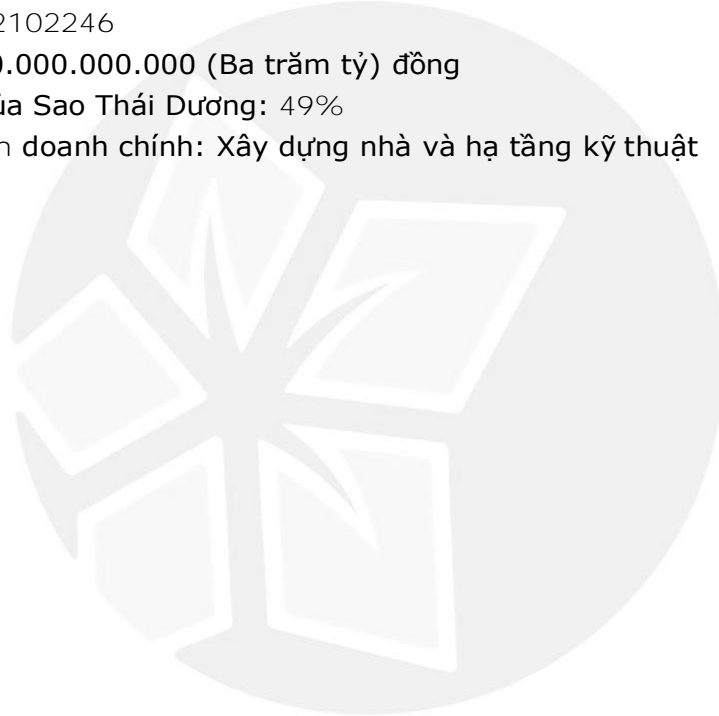 2102246
0.000.000.000 (Ba trăm tỷ) đồng
của Sao Thái Dương: 49%
doanh chính: Xây dựng nhà và hạ tầng kỹ thuật